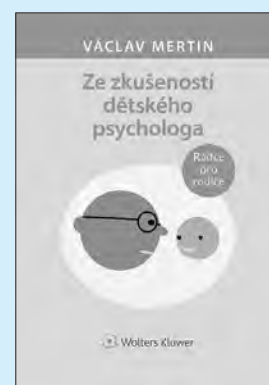 VÁCLAV MERTIN
Ze zkušeností
dětského
psychologa
Rádce
pro
rodiče
Wolters Kluwer